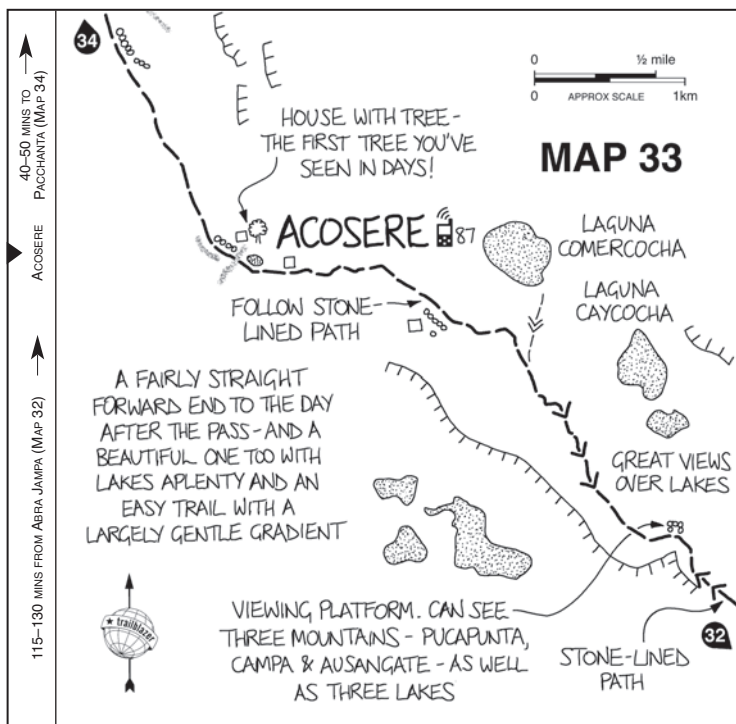 34
40–50 MINS TO
PACCHANTA (MAP 34)
ACOSERE
115–130 MINS FROM ABRA JAMPA (MAP 32)
0 ½ mile
0 APPROX SCALE 1km
MAP 33
HOUSE WITH TREE-
THE FIRST TREE YOU'VE
SEEN IN DAYS!
ACOSERE 87
LAGUNA
COMERCOCHA
LAGUNA
CAYCOCHA
FOLLOW STONE-
LINED PATH
A FAIRLY STRAIGHT
FORWARD END TO THE DAY
AFTER THE PASS-AND A
BEAUTIFUL ONE TOO WITH
LAKES APLENTY AND AN
EASY TRAIL WITH A
LARGELY GENTLE GRADIENT
GREAT VIEWS
OVER LAKES
trailblazer
VIEWING PLATFORM. CAN SEE
THREE MOUNTAINS - PUCAPUNTA,
CAMPA & AUSANGATE - AS WELL
AS THREE LAKES
32
STONE-LINED
PATH